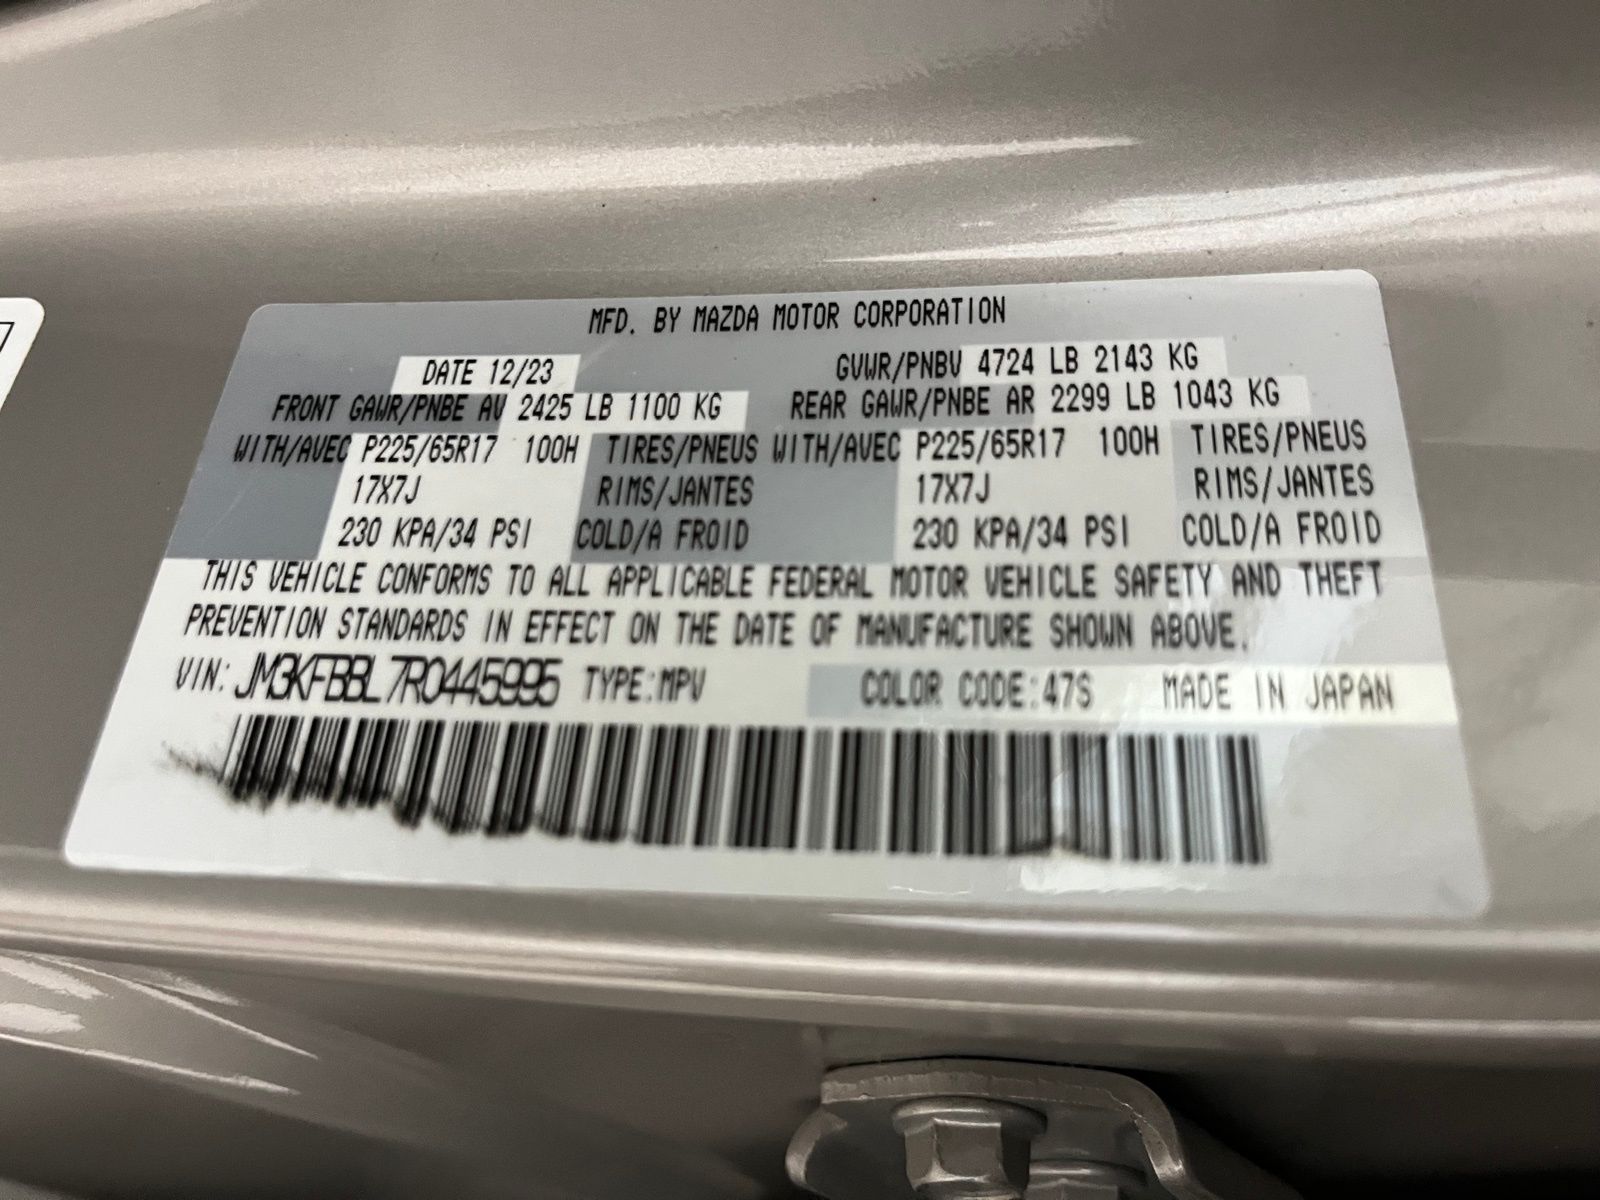 MFD. BY MAZDA MOTOR CORPORATION
DATE 12/23 GVWR/PNBV 4724 LB 2143 KG
FRONT GAWR/PNBE AV 2425 LB 1100 KG REAR GAWR/PNBE AR 2299 LB 1043 KG
WITH/AVEC P225/65R17 100H TIRES/PNEUS WITH/AVEC P225/65R17 100H TIRES/PNEUS
17X7J RIMS/JANTES 17X7J RIMS/JANTES
230 KPA/34 PSI COLD/A FROID 230 KPA/34 PSI COLD/A FROID
THIS VEHICLE CONFORMS TO ALL APPLICABLE FEDERAL MOTOR VEHICLE SAFETY AND THEFT
PREVENTION STANDARDS IN EFFECT ON THE DATE OF MANUFACTURE SHOWN ABOVE.
VIN: JM3KFBBL7R0445995 TYPE:MPV COLOR CODE:47S MADE IN JAPAN